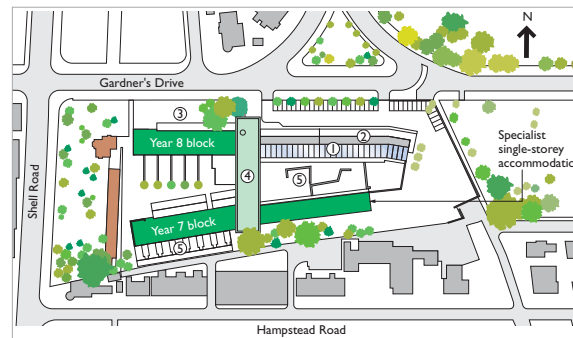 N
Gardner's Drive
③
②
Year 8 block
①
Specialist
single-storey
accommodation
④
⑤
Shell Road
Year 7 block
⑤
Hampstead Road